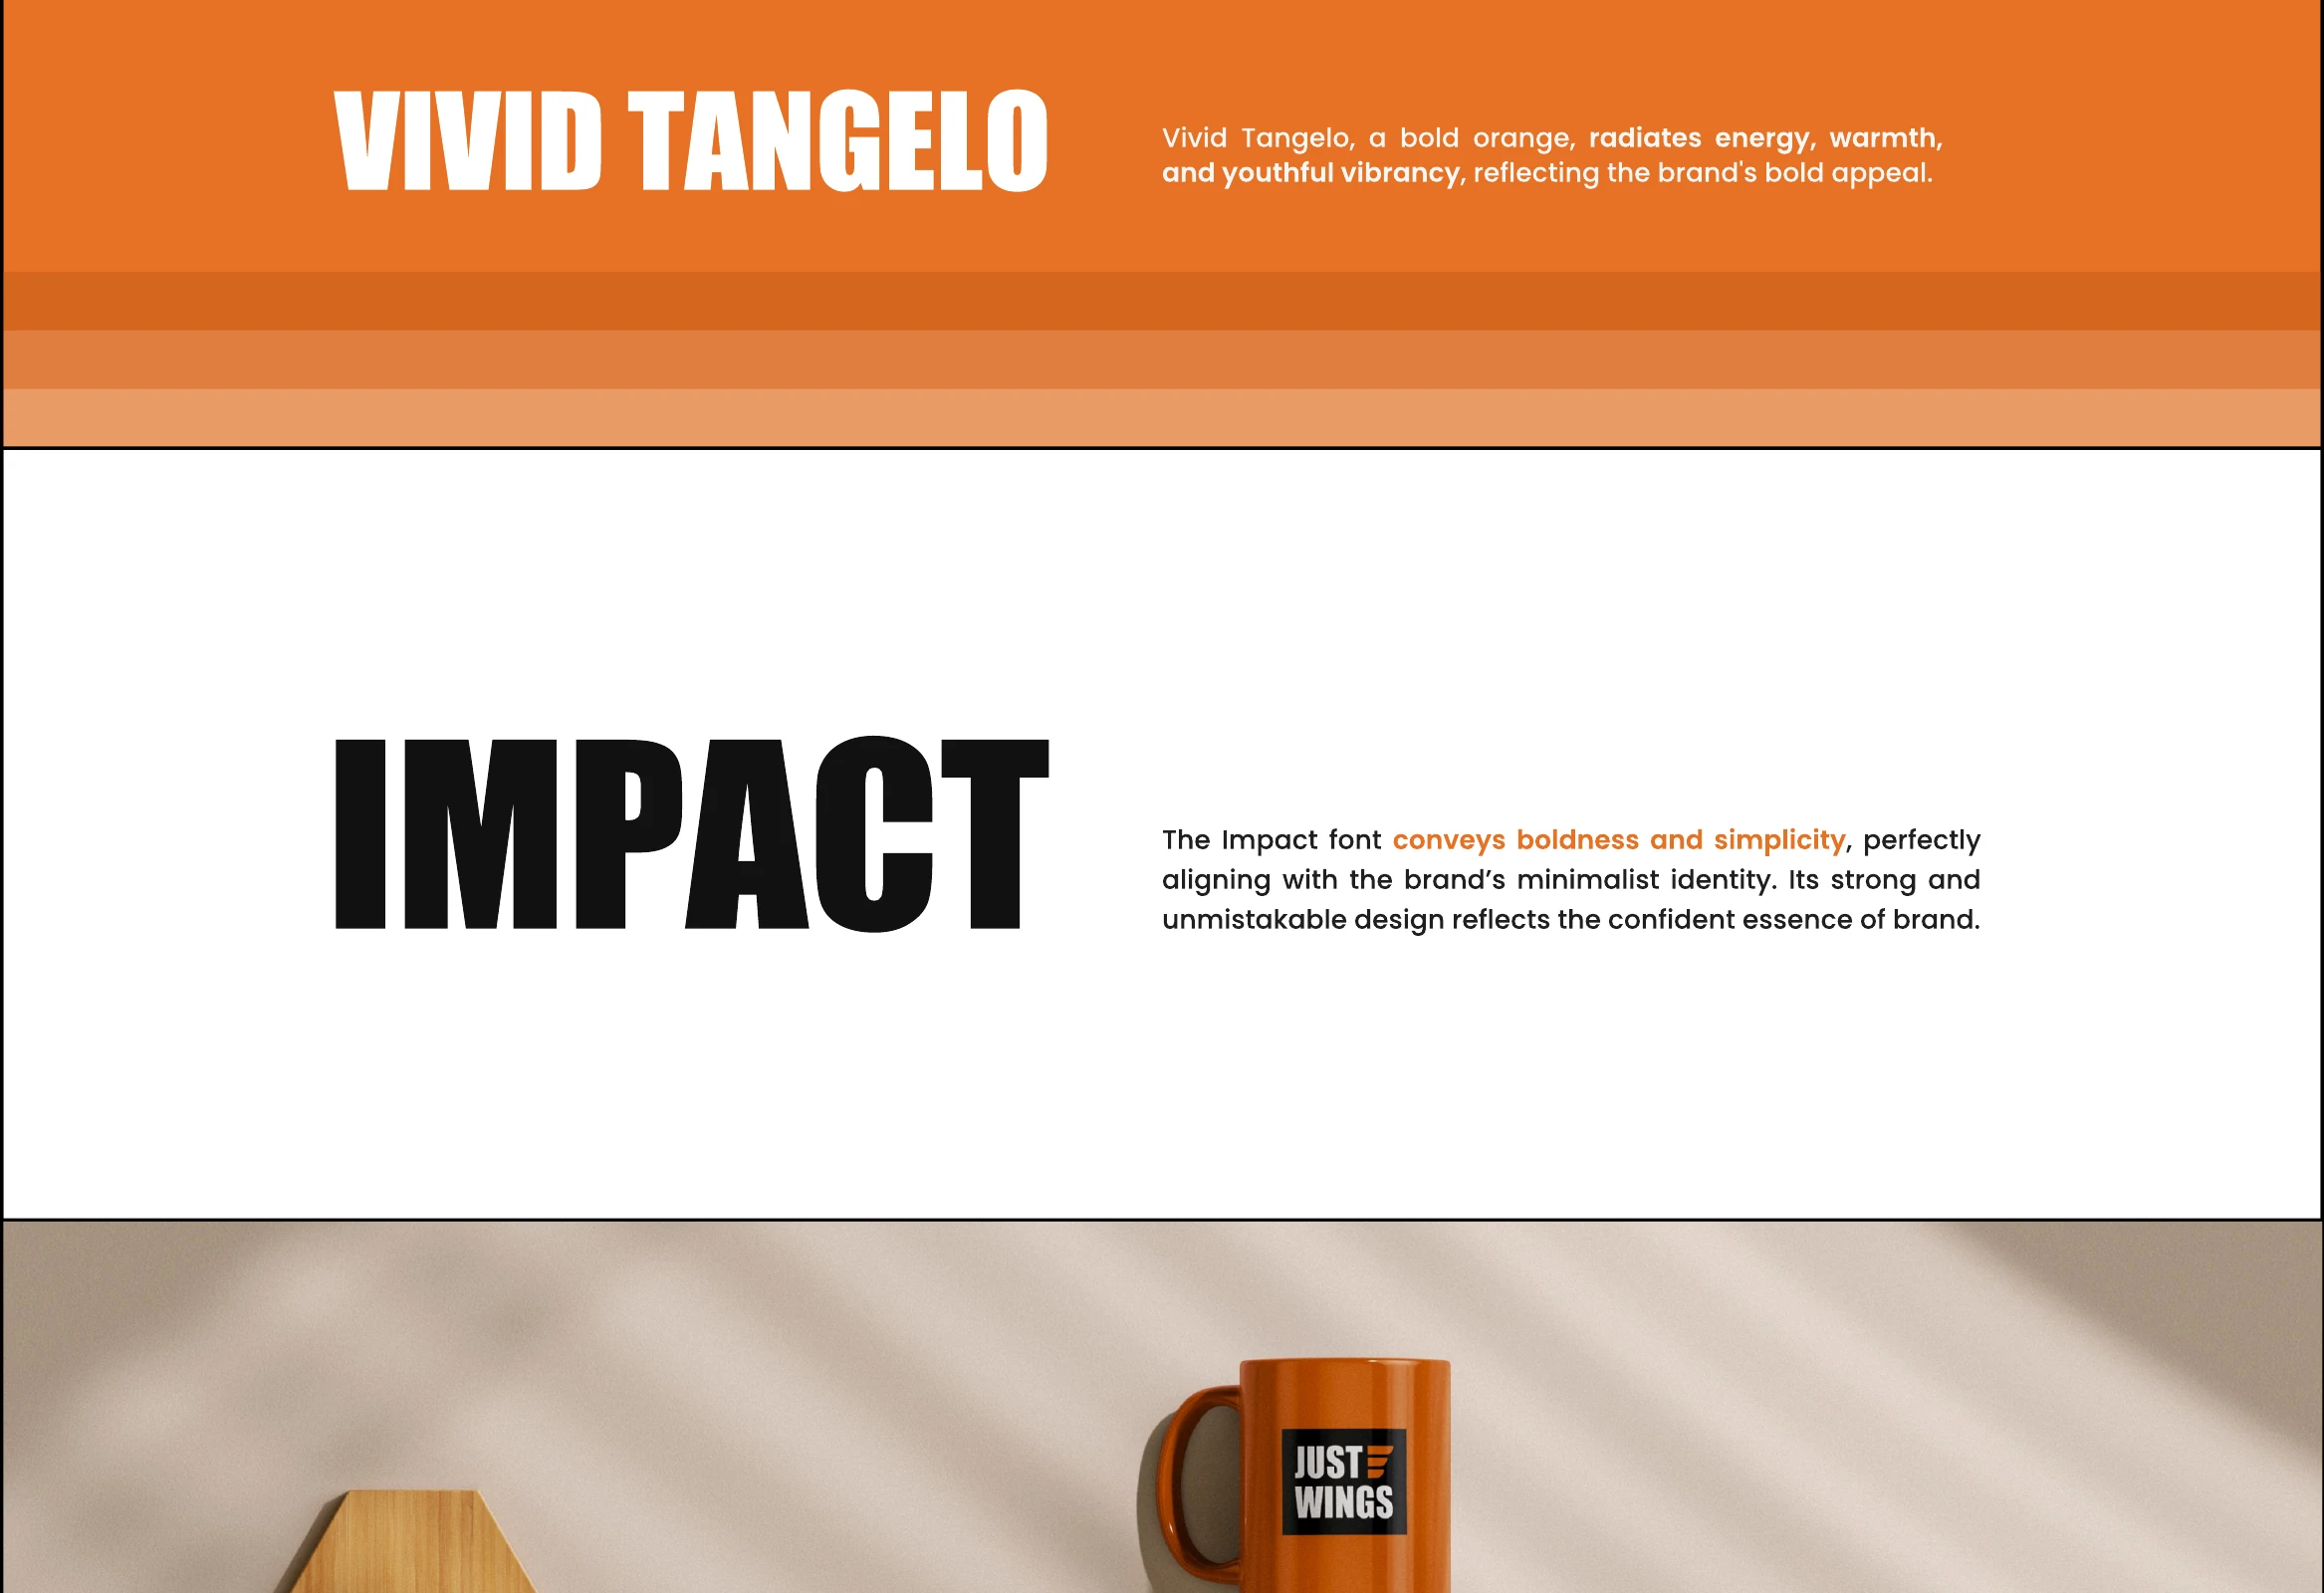 VIVID TANGELO
Vivid Tangelo, a bold orange, radiates energy, warmth,
and youthful vibrancy, reflecting the brand's bold appeal.
IMPACT
The Impact font conveys boldness and simplicity, perfectly
aligning with the brand’s minimalist identity. Its strong and
unmistakable design reflects the confident essence of brand.
JUST
WINGS